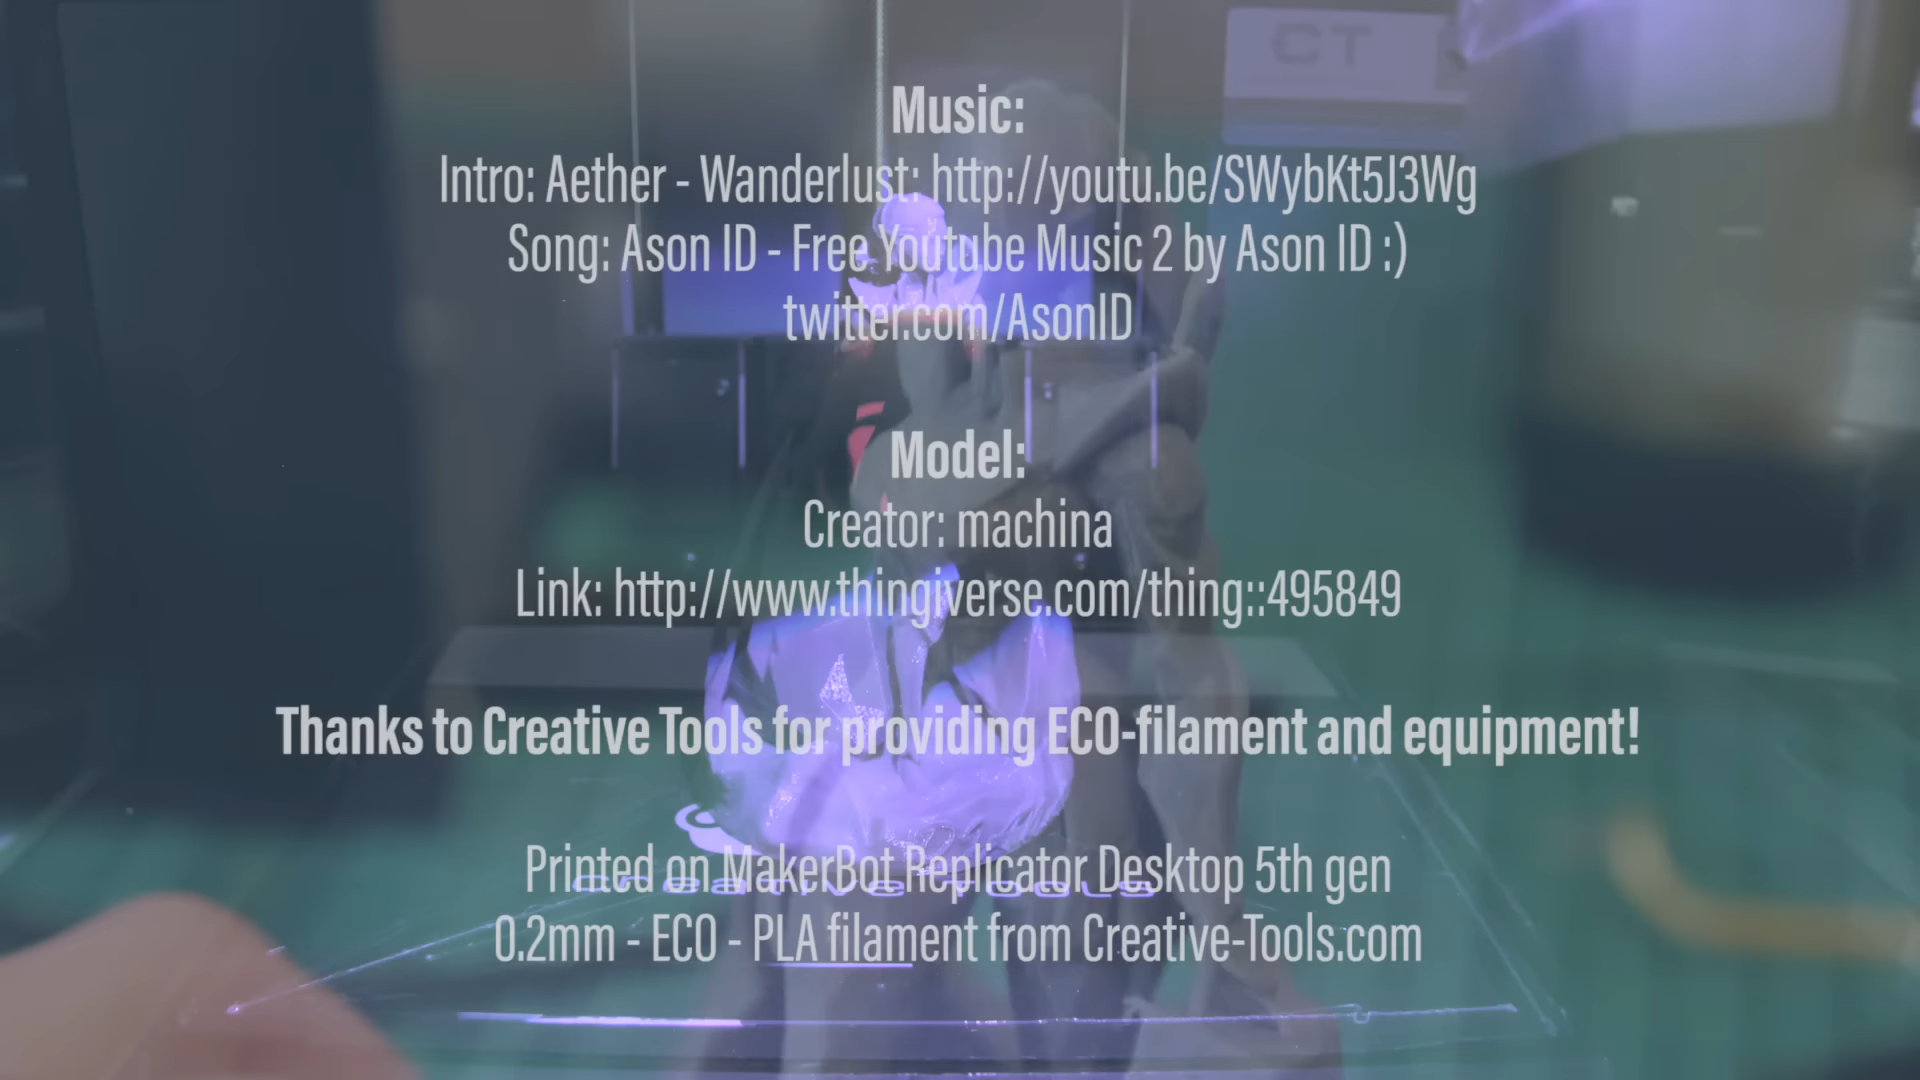 CT
Music:
Intro: Aether - Wanderlust: http://youtu.be/SWybKt5J3Wg
Song: Ason ID - Free Youtube Music 2 by Ason ID :)
twitter.com/AsonID
Model:
Creator: machina
Link: http://www.thingiverse.com/thing::495849
Thanks to Creative Tools for providing ECO-filament and equipment!
Printed on MakerBot Replicator Desktop 5th gen
creative tools
0.2mm - ECO - PLA filament from Creative-Tools.com